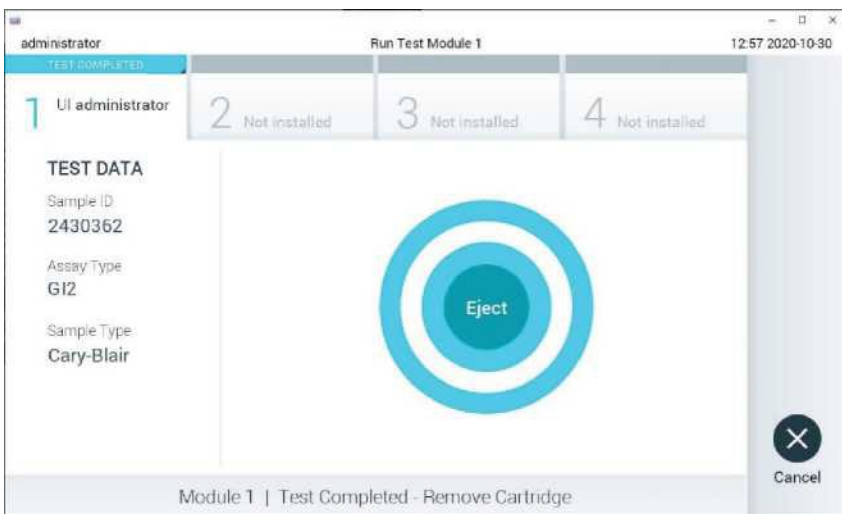 administrator Run Test Module 1 12:57 2020-10-30
TEST COMPLETED
1 UI administrator 2 Not installed 3 Not installed 4 Not installed
TEST DATA
Sample ID
2430362
Assay Type
GI2
Sample Type
Cary-Blair
Eject
Cancel
Module 1 | Test Completed - Remove Cartridge